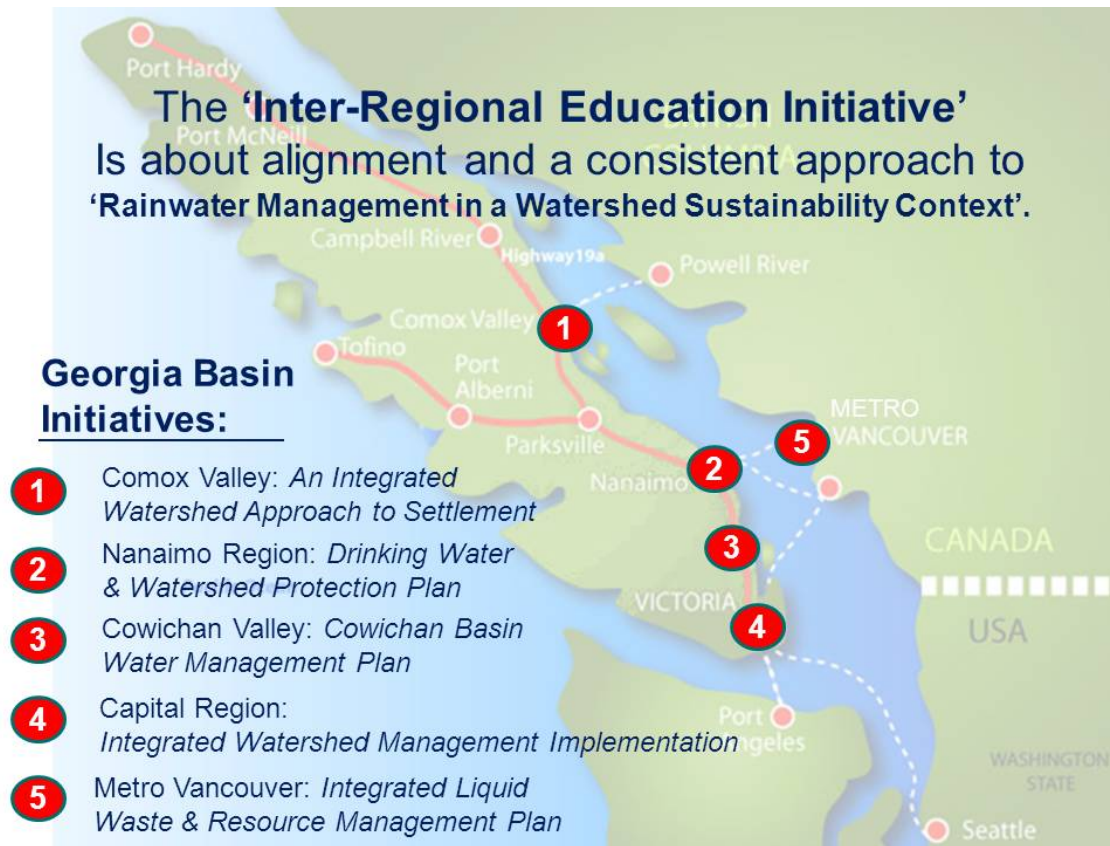 Port Hardy
The ‘Inter-Regional Education Initiative’
Port McNeill
BRITISH
COLUMBIA
Is about alignment and a consistent approach to
‘Rainwater Management in a Watershed Sustainability Context’.
Campbell River
Highway19a
Powell River
Comox Valley
1
Tofino
Port
Alberni
Parksville
Nanaimo
2
METRO
VANCOUVER
5
3
CANADA
USA
VICTORIA
4
Port
Angeles
WASHINGTON
STATE
Seattle
Georgia Basin
Initiatives:
1 Comox Valley: An Integrated
Watershed Approach to Settlement
2 Nanaimo Region: Drinking Water
& Watershed Protection Plan
3 Cowichan Valley: Cowichan Basin
Water Management Plan
4 Capital Region:
Integrated Watershed Management Implementation
5 Metro Vancouver: Integrated Liquid
Waste & Resource Management Plan